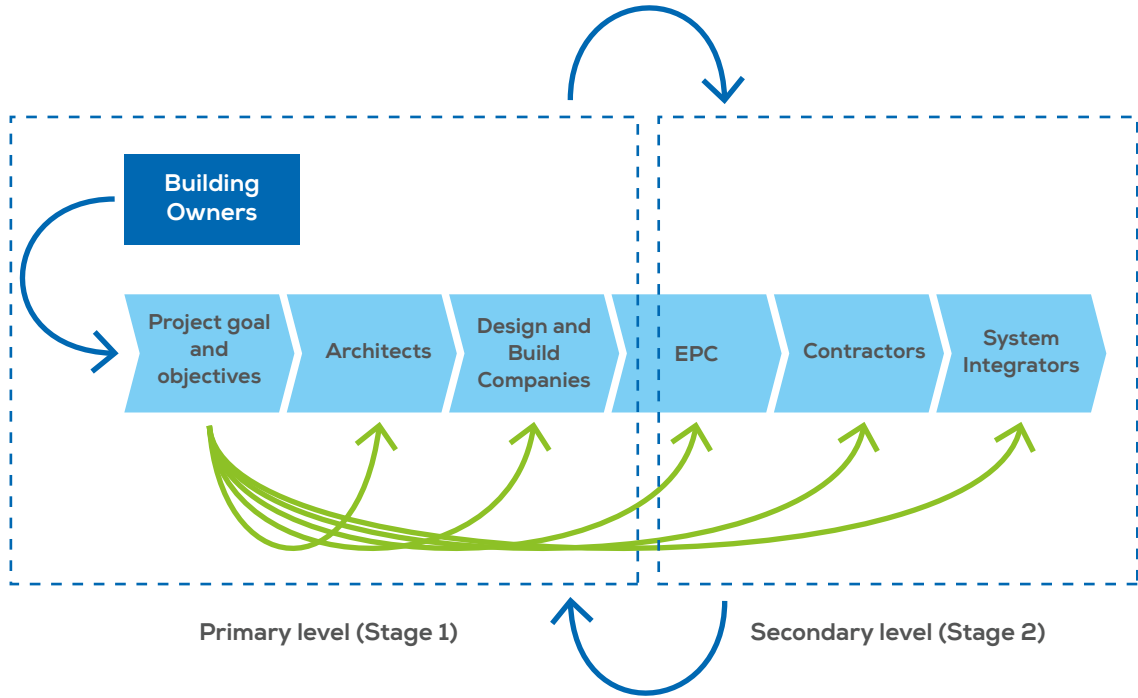 Building
Owners
Project goal
and
objectives
Architects
Design and
Build
Companies
EPC
Contractors
System
Integrators
Primary level (Stage 1)
Secondary level (Stage 2)